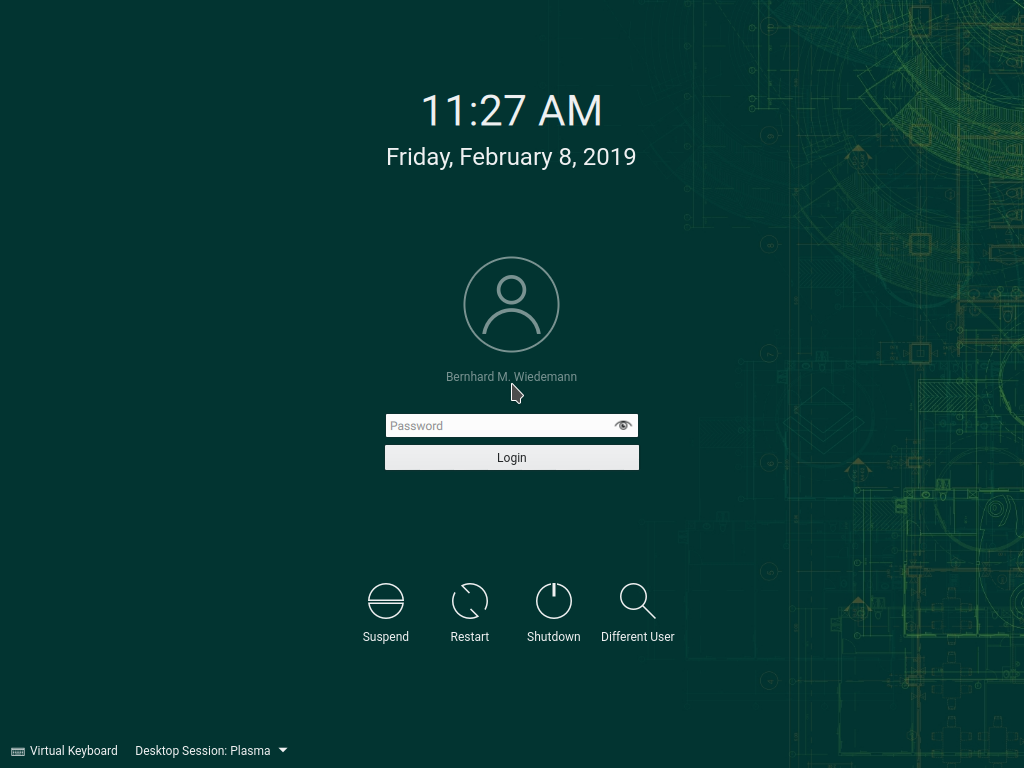 11:27 AM
Friday, February 8, 2019
Bernhard M. Wiedemann
Password
Login
Suspend
Restart
Shutdown
Different User
Virtual Keyboard
Desktop Session: Plasma